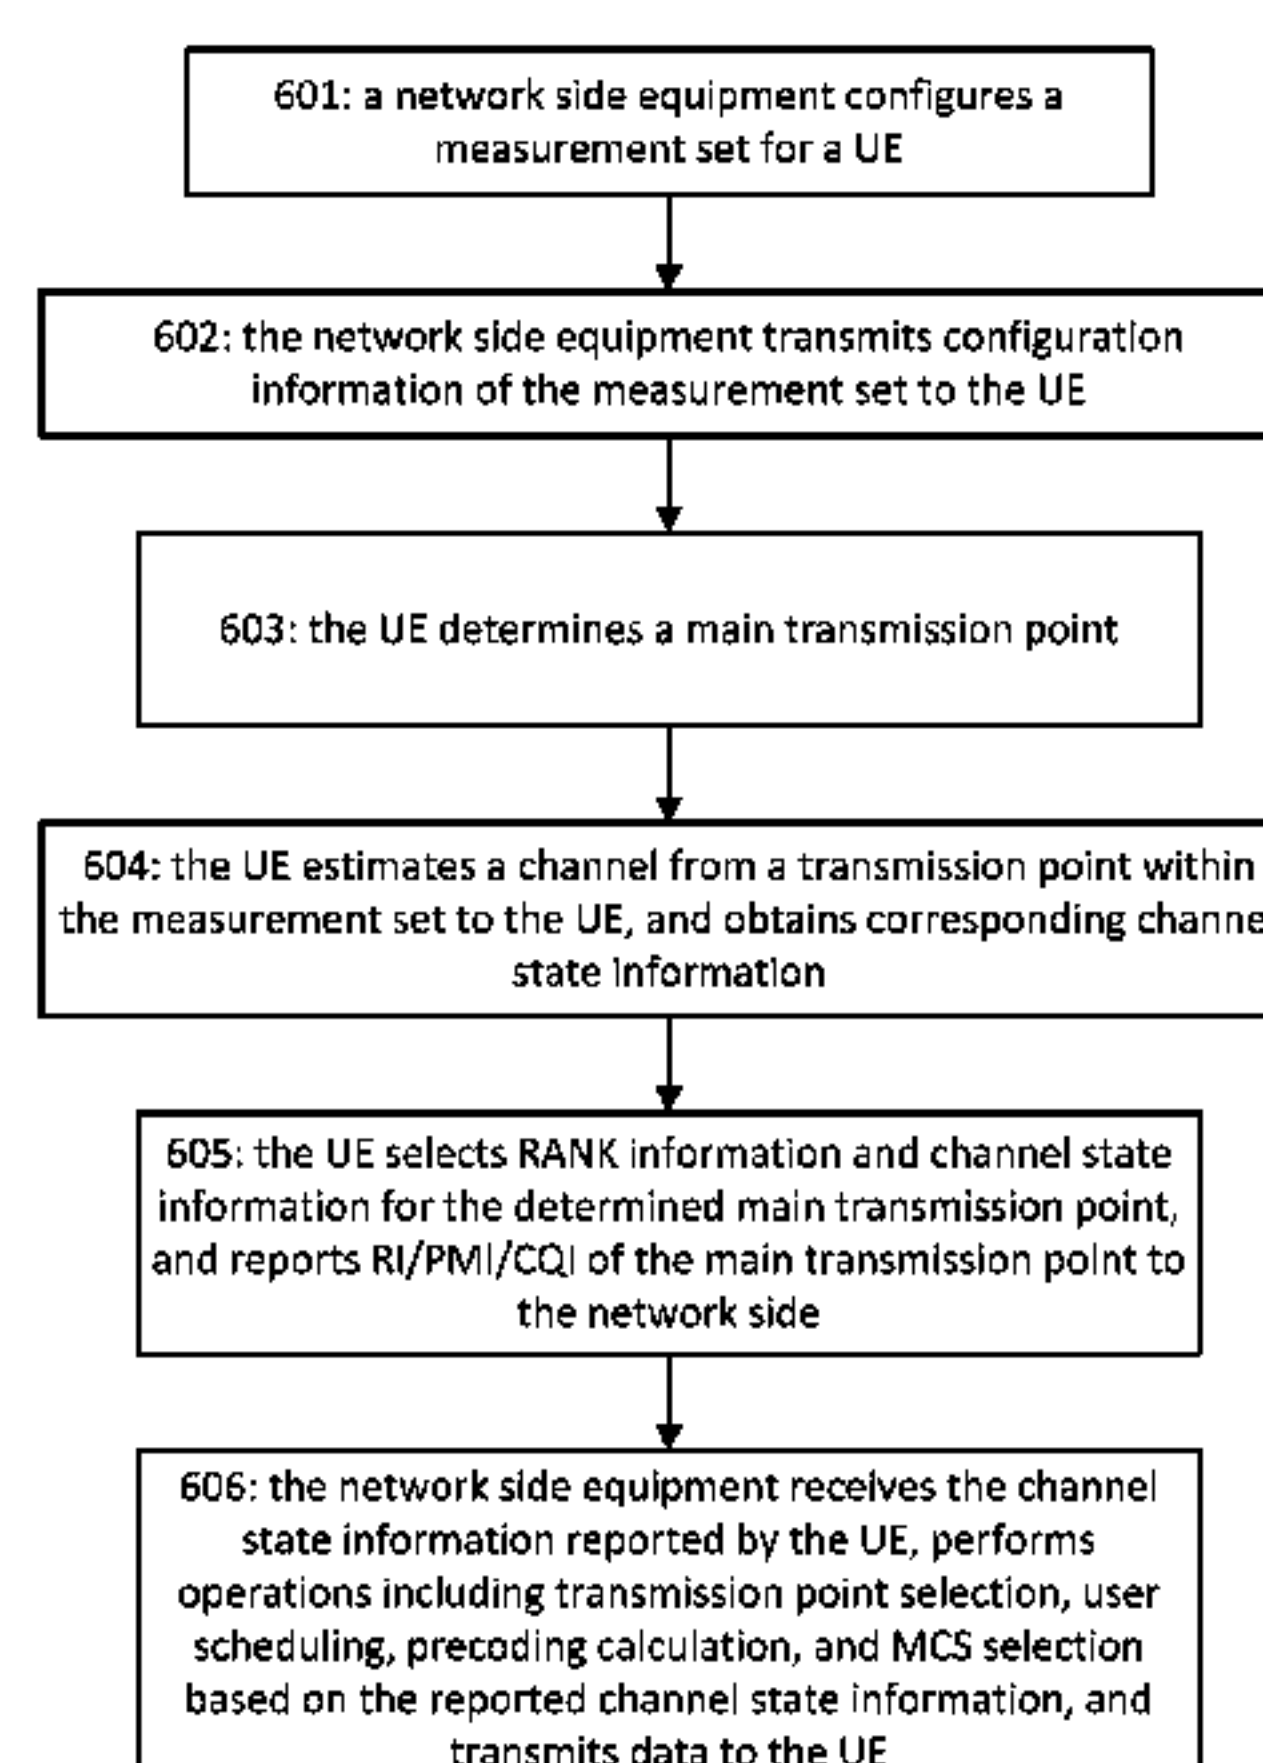 601: a network side equipment configures a
measurement set for a UE
602: the network side equipment transmits configuration
information of the measurement set to the UE
603: the UE determines a main transmission point
604: the UE estimates a channel from a transmission point within
the measurement set to the UE, and obtains corresponding channe
state information
605: the UE selects RANK information and channel state
information for the determined main transmission point,
and reports RI/PMI/CQI of the main transmission point to
the network side
606: the network side equipment receives the channel
state information reported by the UE, performs
operations including transmission point selection, user
scheduling, precoding calculation, and MCS selection
based on the reported channel state information, and
transmits data to the UE